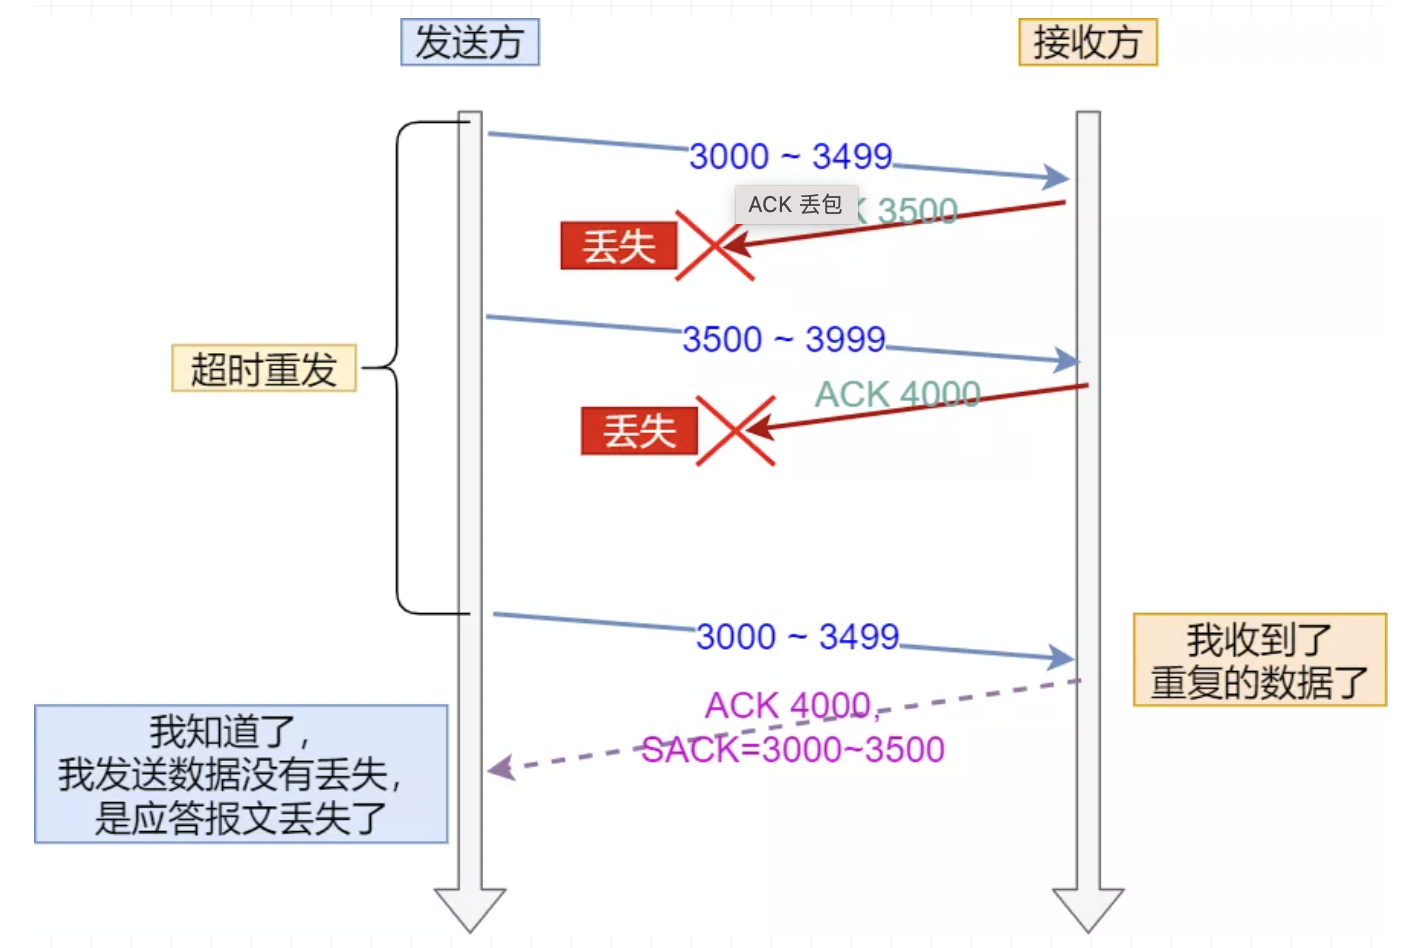 发送方
接收方
3000 ~ 3499
ACK 丢包
K 3500
丢失
3500 ~ 3999
超时重发
ACK 4000
丢失
3000 ~ 3499
我收到了
重复的数据了
ACK 4000,
SACK=3000~3500
我知道了，
我发送数据没有丢失，
是应答报文丢失了